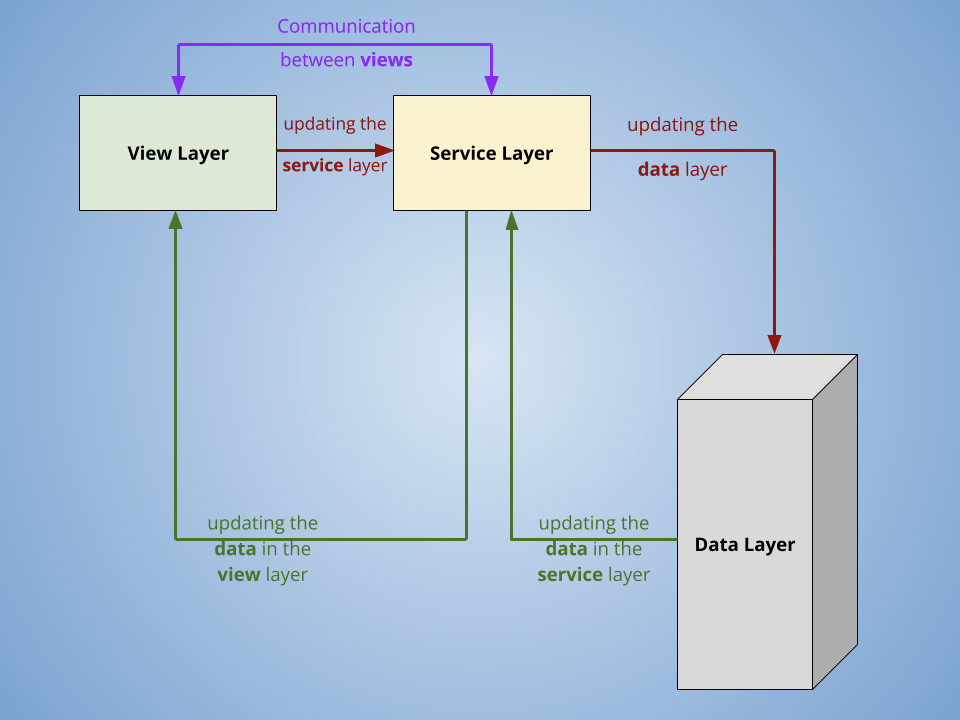 Communication
between views
View Layer
updating the
service layer
Service Layer
updating the
data layer
updating the
data in the
view layer
updating the
data in the
service layer
Data Layer